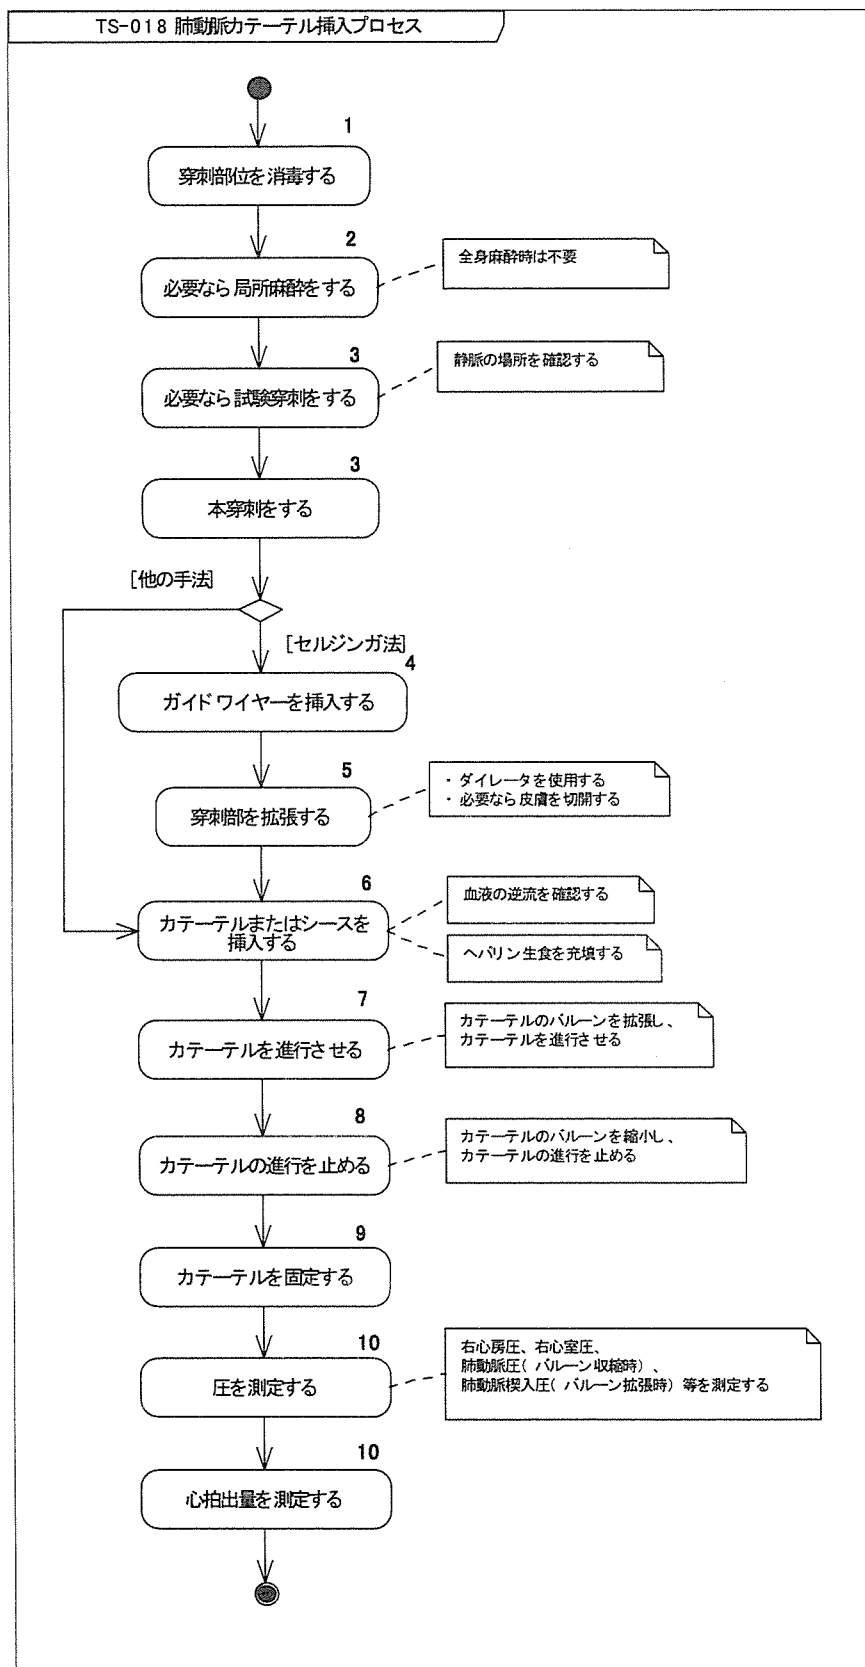 TS-018 肺動脈カテーテル挿入プロセス
1
穿刺部位を消毒する
2
必要なら局所麻酔をする
全身麻酔時は不要
3
必要なら試験穿刺をする
静脈の場所を確認する
3
本穿刺をする
[他の手法]
[セルジンガ法]
4
ガイドワイヤーを挿入する
5
穿刺部を拡張する
・ダイレータを使用する
・必要なら皮膚を切開する
6
カテーテルまたはシースを
挿入する
血液の逆流を確認する
ヘパリン生食を充填する
7
カテーテルを進行させる
カテーテルのバルーンを拡張し、
カテーテルを進行させる
8
カテーテルの進行を止める
カテーテルのバルーンを縮小し、
カテーテルの進行を止める
9
カテーテルを固定する
10
圧を測定する
右心房圧、右心室圧、
肺動脈圧(バルーン収縮時)、
肺動脈楔入圧(バルーン拡張時)等を測定する
10
心拍出量を測定する